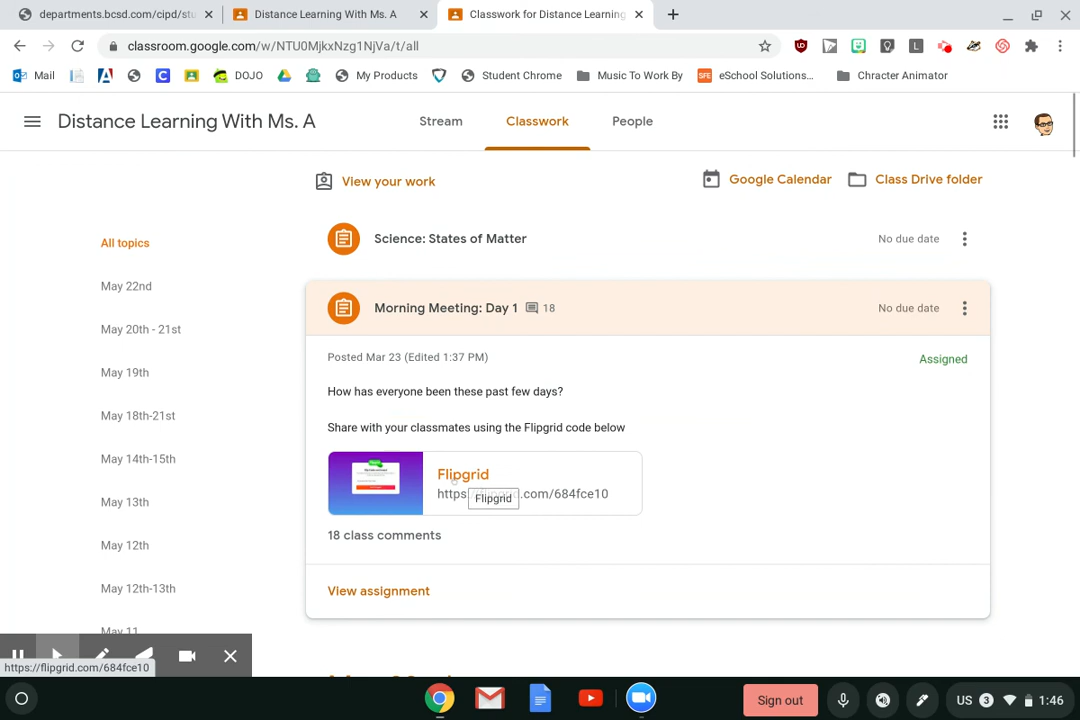 departments.bcsd.com/cipd/stu
Distance Learning With Ms. A
Classwork for Distance Learning
classroom.google.com/w/NTU0MjkxNzg1NjVa/t/all
Mail
DOJO
My Products
Student Chrome
Music To Work By
SFE
eSchool Solutions...
Chracter Animator
Distance Learning With Ms. A
Stream
Classwork
People
View your work
Google Calendar
Class Drive folder
All topics
May 22nd
May 20th - 21st
May 19th
May 18th-21st
May 14th-15th
May 13th
May 12th
May 12th-13th
May 11
Science: States of Matter
No due date
Morning Meeting: Day 1
18
No due date
Posted Mar 23 (Edited 1:37 PM)
Assigned
How has everyone been these past few days?
Share with your classmates using the Flipgrid code below
Flipgrid
https://flipgrid.com/684fce10
Flipgrid
18 class comments
View assignment
https://flipgrid.com/684fce10
Sign out
US
3
1:46